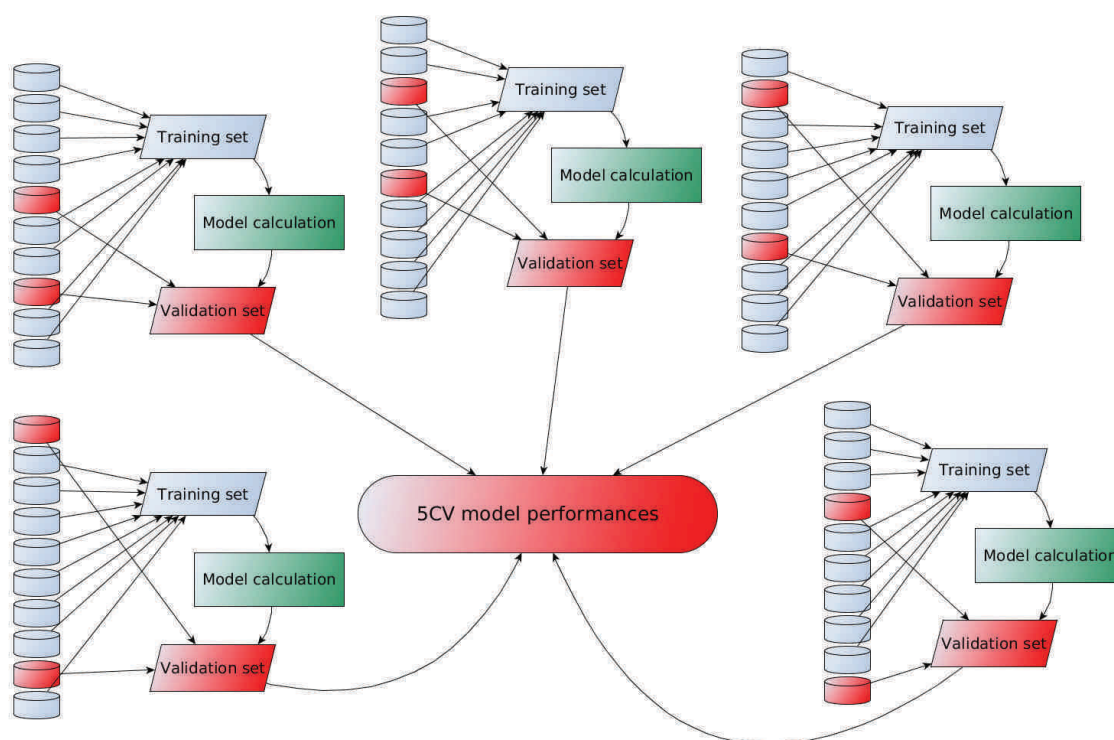 Training set
Model calculation
Validation set
Training set
Model calculation
Validation set
Training set
Model calculation
Validation set
Training set
Model calculation
Validation set
5CV model performances
Training set
Model calculation
Validation set